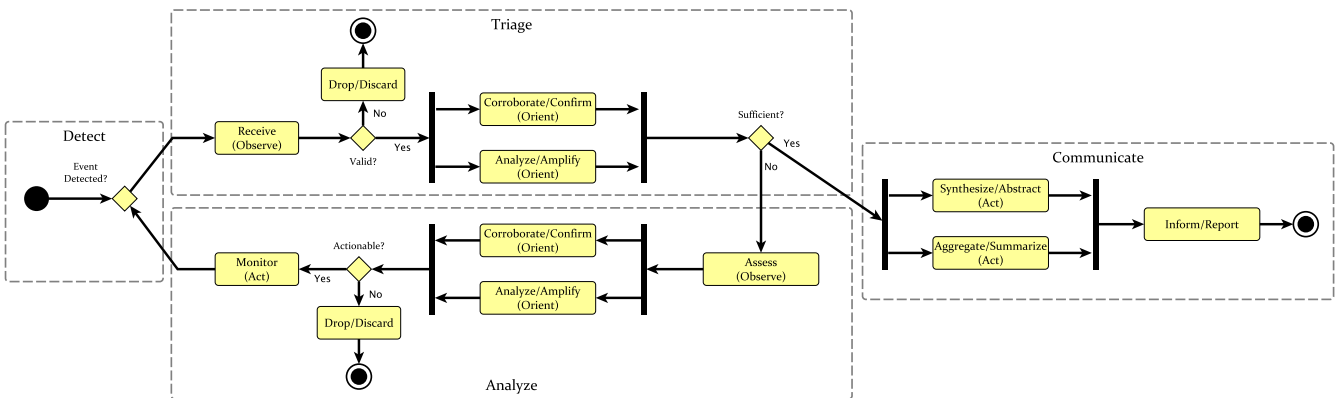 Detect
Event
Detected?
Triage
Drop/Discard
No
Receive
(Observe)
Valid?
Yes
Corroborate/Confirm
(Orient)
Analyze/Amplify
(Orient)
Sufficient?
Yes
No
Communicate
Synthesize/Abstract
(Act)
Aggregate/Summarize
(Act)
Inform/Report
Assess
(Observe)
Corroborate/Confirm
(Orient)
Analyze/Amplify
(Orient)
Actionable?
Yes
No
Monitor
(Act)
Drop/Discard
Analyze